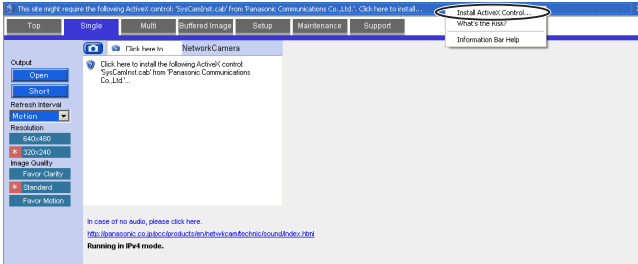 This site might require the following ActiveX control: 'SysCamInst.cab' from 'Panasonic Communications Co.,Ltd.'. Click here to install...
Install ActiveX Control...
What's the Risk?
Information Bar Help
Top
Single
Multi
Buffered Image
Setup
Maintenance
Support
Click here to
NetworkCamera
Output
Open
Short
Refresh Interval
Motion
Resolution
640x480
* 320x240
Image Quality
Favor Clarity
* Standard
Favor Motion
Click here to install the following ActiveX control:
'SysCamInst.cab' from 'Panasonic Communications
Co.,Ltd.'...
In case of no audio, please click here.
http://panasonic.co.jp/pcc/products/en/netwkcam/technic/sound/index.html
Running in IPv4 mode.